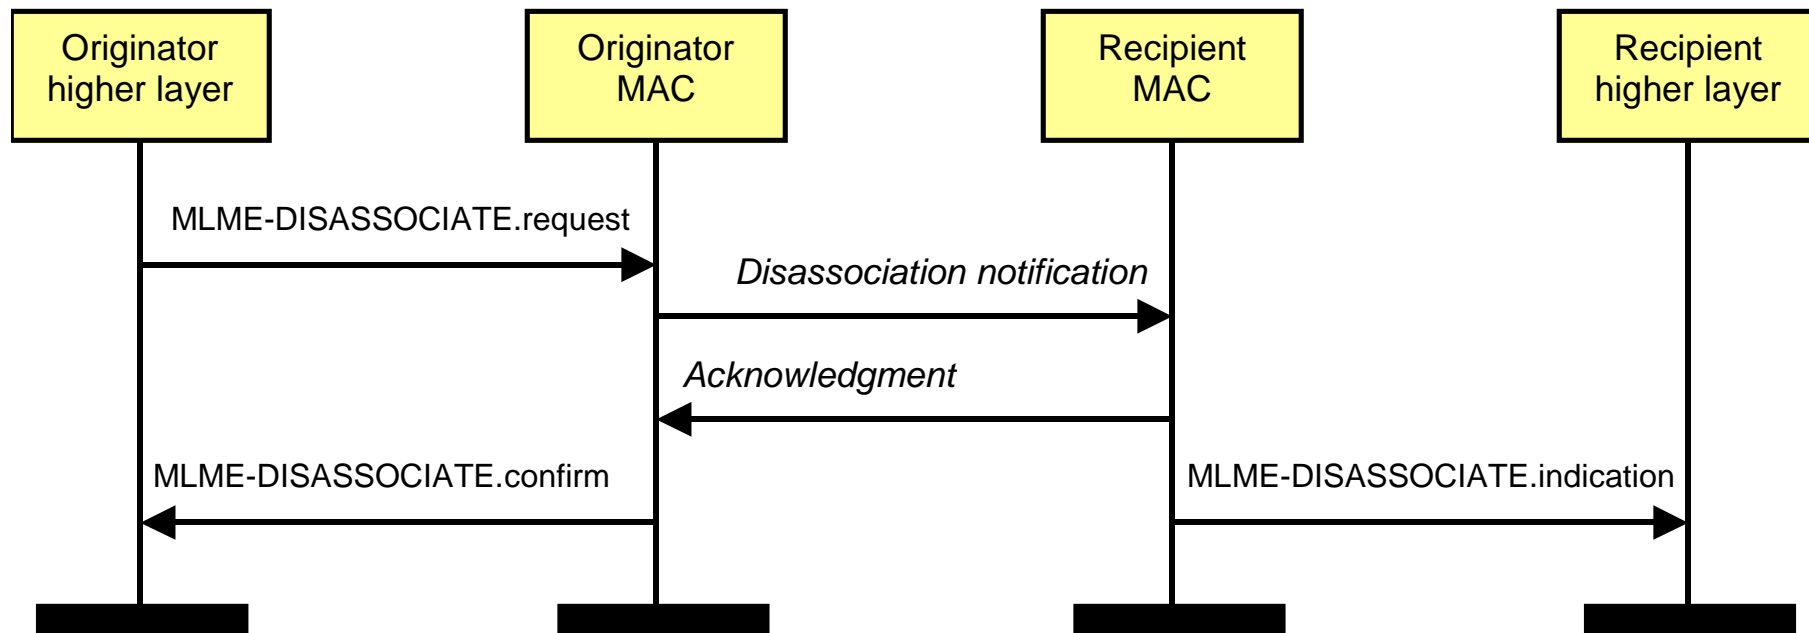 Originator
higher layer
Originator
MAC
Recipient
MAC
Recipient
higher layer
MLME-DISASSOCIATE.request
Disassociation notification
Acknowledgment
MLME-DISASSOCIATE.confirm
MLME-DISASSOCIATE.indication